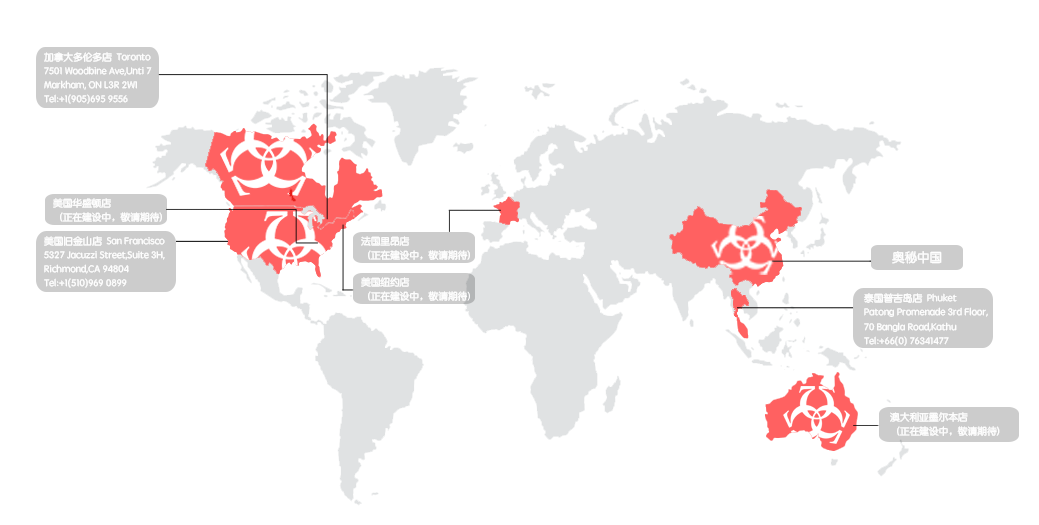 加拿大多伦多店 Toronto
7501 Woodbine Ave,Unti 7
Markham, ON L3R 2W1
Tel:+1(905)695 9556
美国华盛顿店
（正在建设中，敬请期待）
美国旧金山店 San Francisco
5327 Jacuzzi Street,Suite 3H,
Richmond,CA 94804
Tel:+1(510)969 0899
法国里昂店
（正在建设中，敬请期待）
美国纽约店
（正在建设中，敬请期待）
奥秘中国
泰国普吉岛店 Phuket
Patong Promenade 3rd Floor,
70 Bangla Road,Kathu
Tel:+66(0) 76341477
澳大利亚墨尔本店
（正在建设中，敬请期待）